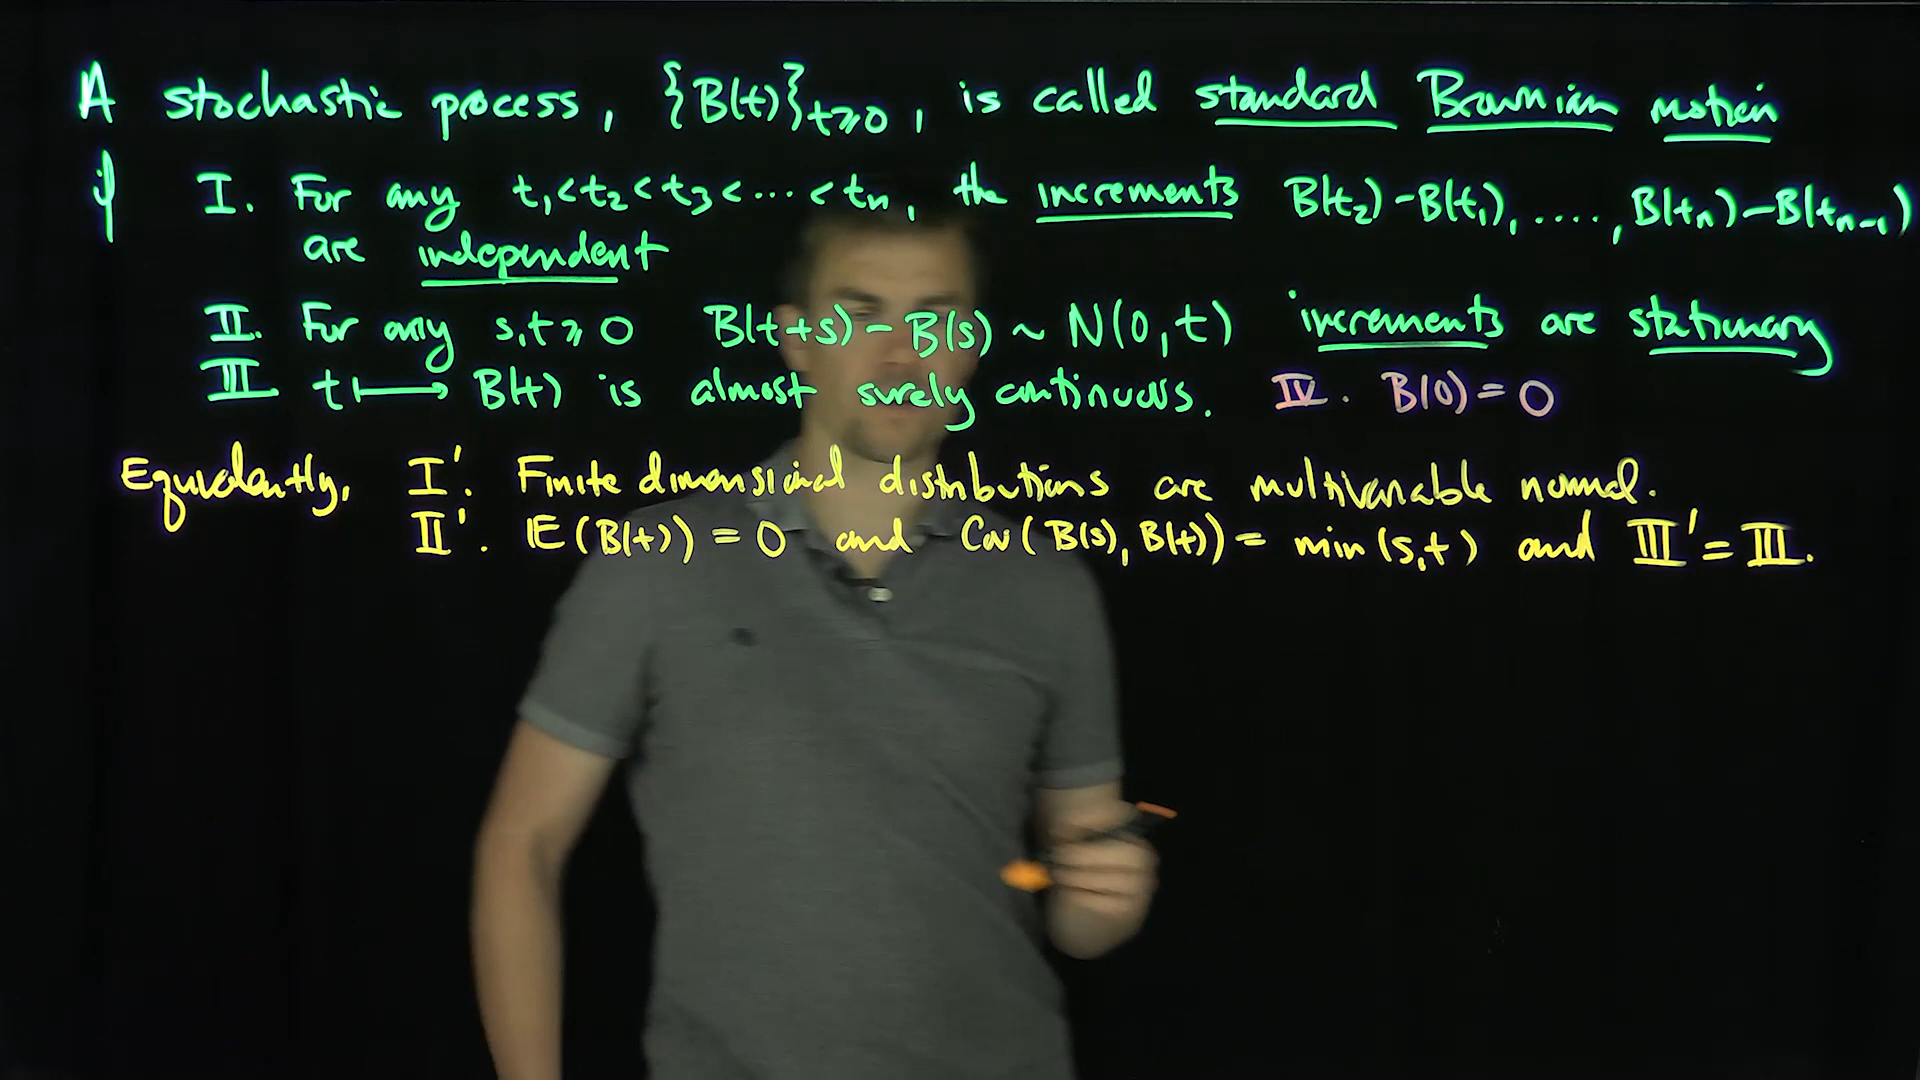 A stochastic process, {B(t)}_{t≥0}, is called standard Brownian motion
if I. For any t₁<t₂<t₃<⋯<tₙ, the increments B(t₂)-B(t₁), ....., B(tₙ)-B(tₙ₋₁)
are independent
II. For any s,t≥0 B(t+s)-B(s) ~ N(0,t) increments are stationary
III t ⟼ B(t) is almost surely continuous. IV. B(0)=0
Equivalently, I'. Finite dimensional distributions are multivariable normal.
II'. 𝔼(B(t))=0 and Cov(B(s),B(t))= min(s,t) and III'=III.